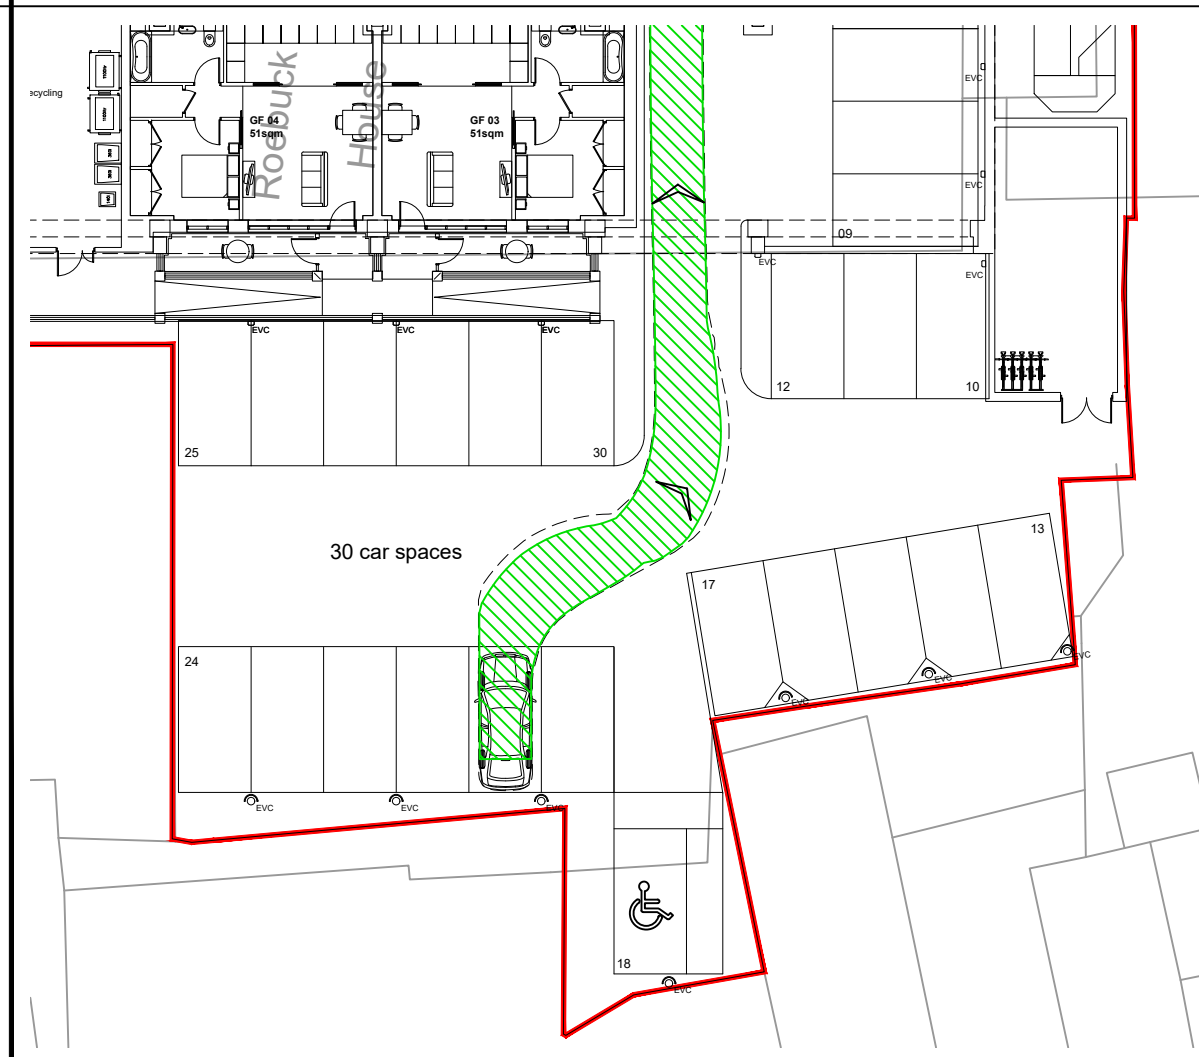 ecycling
Roebuck
House
GF 04
51sqm
GF 03
51sqm
EVC
EVC
09
EVC
EVC
EVC
EVC
EVC
12
10
25
30
30 car spaces
13
17
EVC
EVC
EVC
24
EVC
EVC
EVC
18
EVC